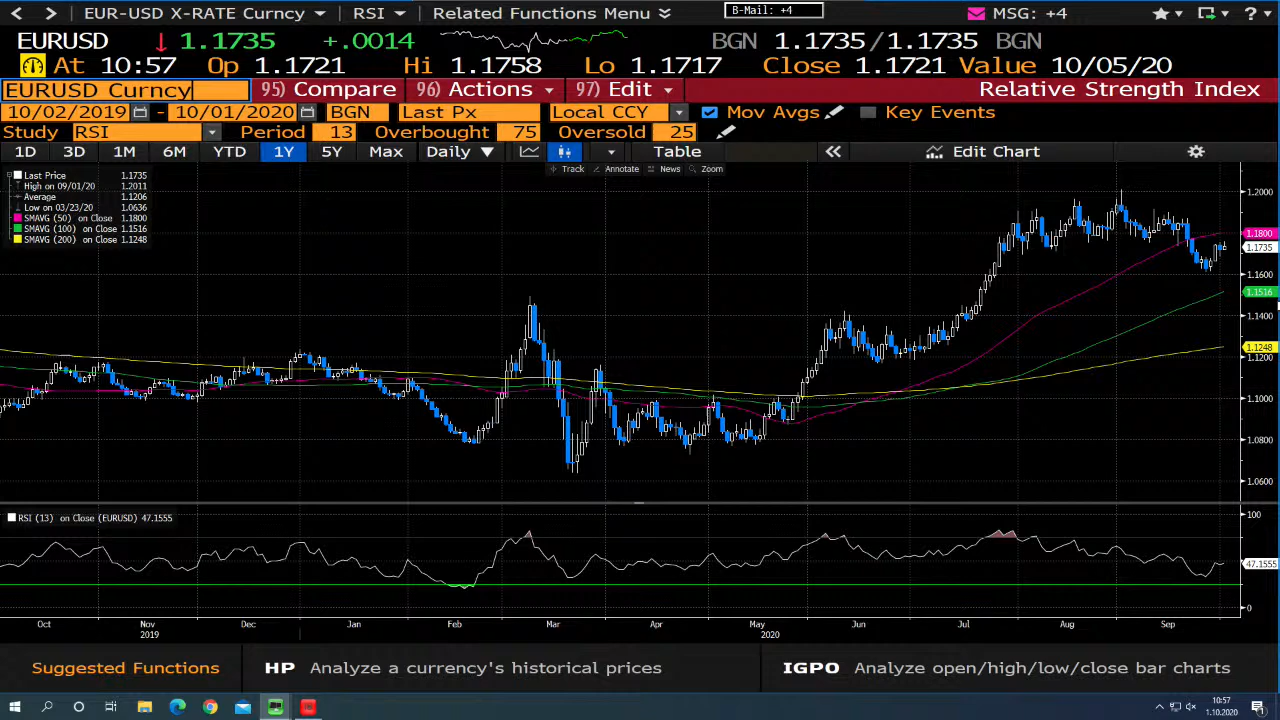 EUR-USD X-RATE Curncy RSI Related Functions Menu B-Mail: +4 MSG: +4 ?
EURUSD ↓ 1.1735 +.0014 BGN 1.1735/1.1735 BGN
At 10:57 Op 1.1721 Hi 1.1758 Lo 1.1717 Close 1.1721 Value 10/05/20
EURUSD Curncy 95) Compare 96) Actions 97) Edit Relative Strength Index
10/02/2019 - 10/01/2020 BGN Last Px Local CCY Mov Avgs Key Events
Study RSI Period 13 Overbought 75 Oversold 25
1D 3D 1M 6M YTD 1Y 5Y Max Daily ▼ Table « Edit Chart
Track Annotate News Zoom
Last Price 1.1735
High on 09/01/20 1.2011
Average 1.1206
Low on 03/23/20 1.0636
SMAVG (50) on Close 1.1800
SMAVG (100) on Close 1.1516
SMAVG (200) on Close 1.1248
1.2000
1.1800
1.1735
1.1600
1.1516
1.1400
1.1248
1.1200
1.1000
1.0800
1.0600
RSI (13) on Close (EURUSD) 47.1555
100
47.1555
0
Oct Nov Dec Jan Feb Mar Apr May Jun Jul Aug Sep
2019 2020
Suggested Functions HP Analyze a currency's historical prices IGPO Analyze open/high/low/close bar charts
10:57
1.10.2020
1